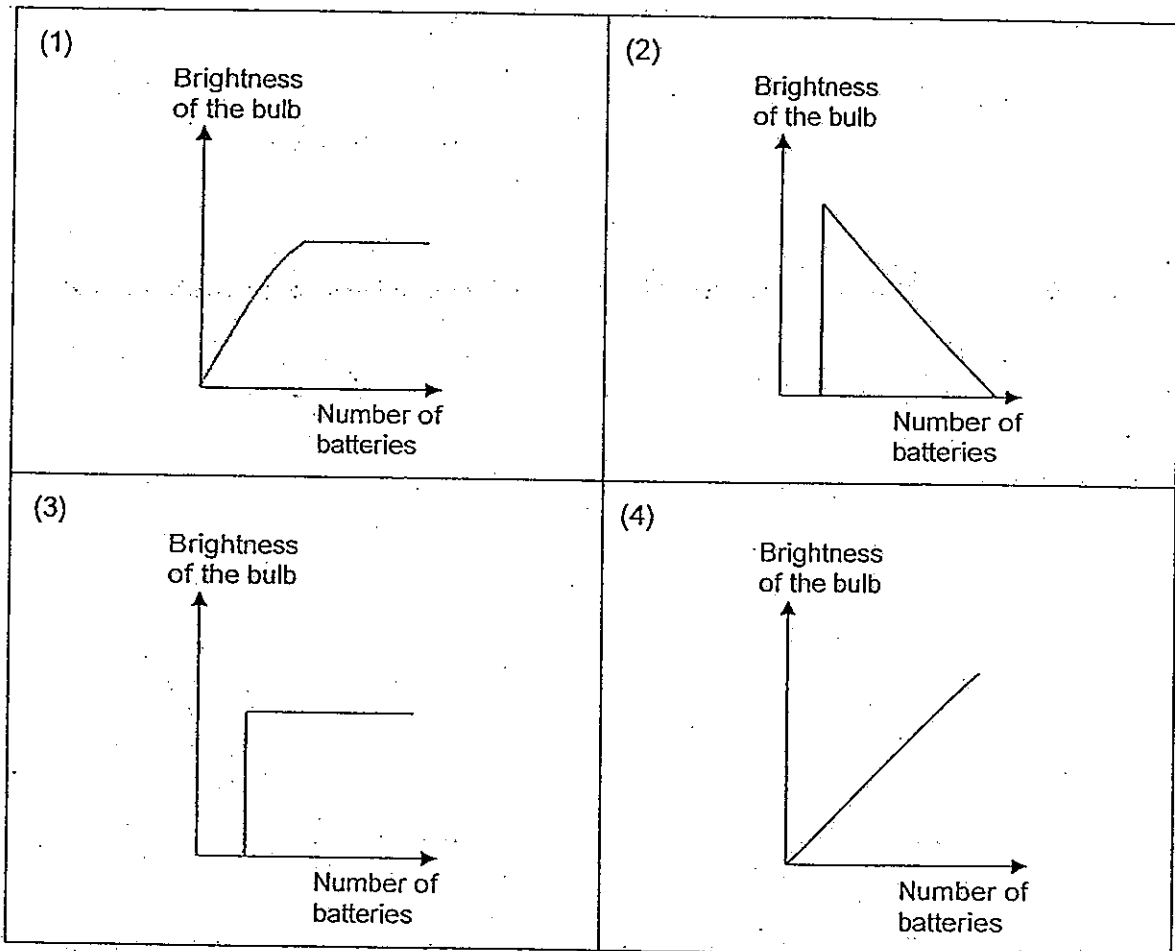 (1)
Brightness
of the bulb
Number of
batteries
(2)
Brightness
of the bulb
Number of
batteries
(3)
Brightness
of the bulb
Number of
batteries
(4)
Brightness
of the bulb
Number of
batteries